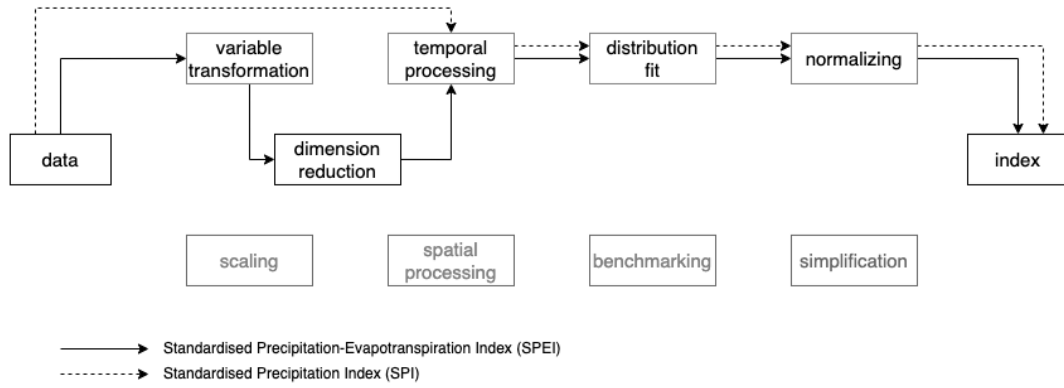 variable
transformation
temporal
processing
distribution
fit
normalizing
data
dimension
reduction
index
scaling
spatial
processing
benchmarking
simplification
Standardised Precipitation-Evapotranspiration Index (SPEI)
Standardised Precipitation Index (SPI)